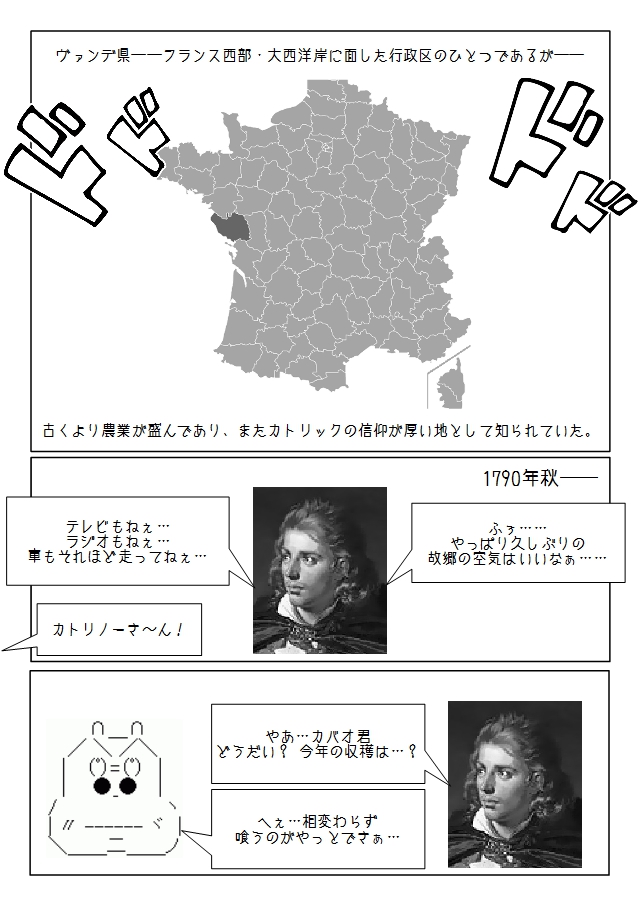 ヴァンデ県――フランス西部・大西洋岸に面した行政区のひとつであるが――
ドド
ドド
古くより農業が盛んであり、またカトリックの信仰が厚い地として知られていた。
1790年秋――
ふぅ……
やっぱり久しぶりの
故郷の空気はいいなぁ……
テレビもねぇ…
ラジオもねぇ…
車もそれほど走ってねぇ…
カトリノーさ～ん!
やあ…カバオ君
どうだい? 今年の収穫は…?
へぇ…相変わらず
喰うのがやっとでさぁ…